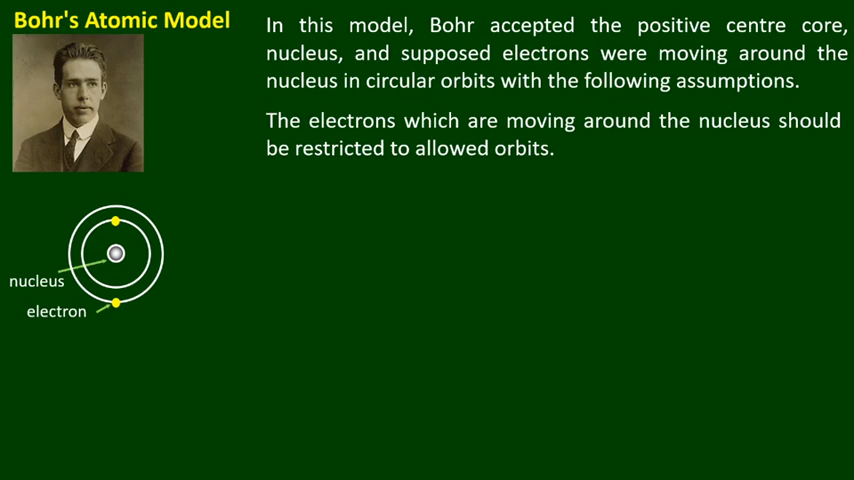 Bohr's Atomic Model
In this model, Bohr accepted the positive centre core,
nucleus, and supposed electrons were moving around the
nucleus in circular orbits with the following assumptions.
The electrons which are moving around the nucleus should
be restricted to allowed orbits.
nucleus
electron